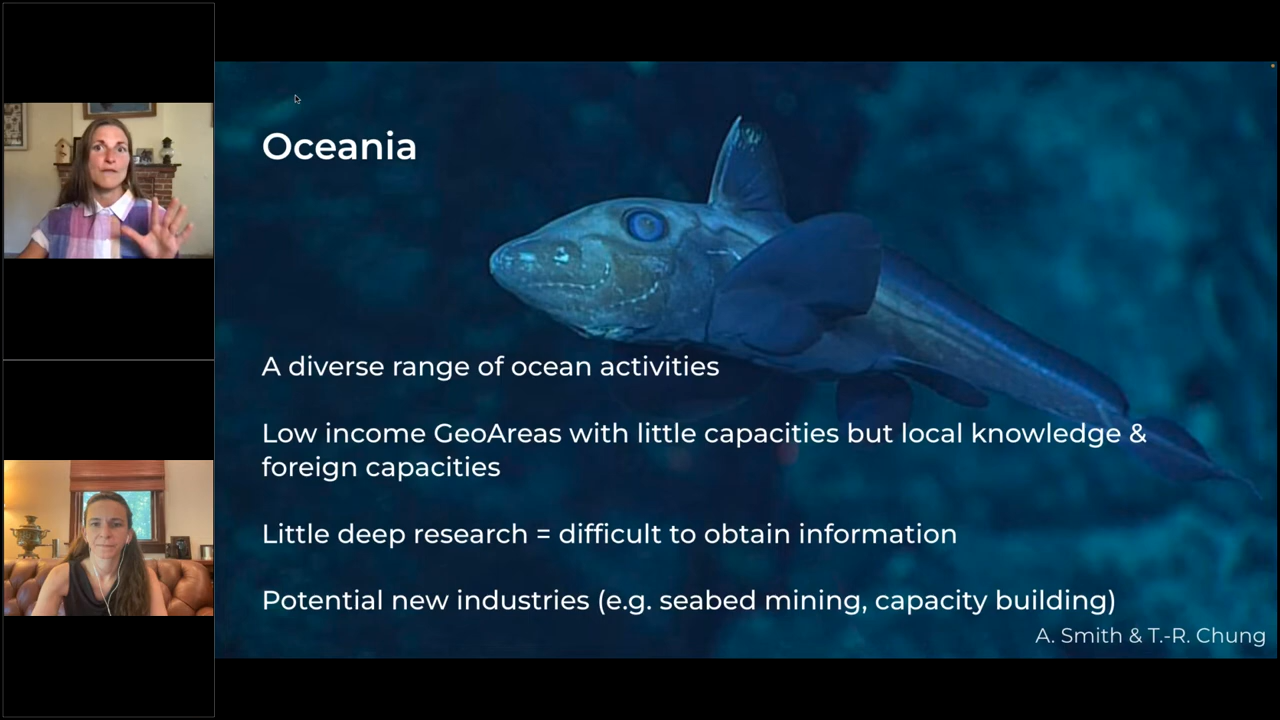 Oceania
A diverse range of ocean activities
Low income GeoAreas with little capacities but local knowledge &
foreign capacities
Little deep research = difficult to obtain information
Potential new industries (e.g. seabed mining, capacity building)
A. Smith & T.-R. Chung